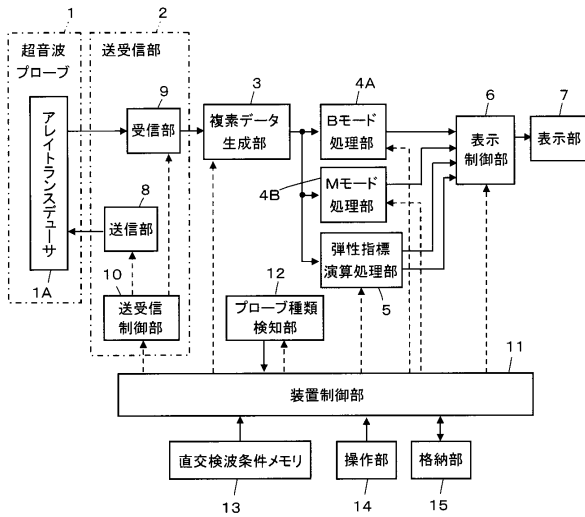 1
2
超音波
プローブ
送受信部
9
3
4A
6
7
アレイトランスデューサ
受信部
複素データ
生成部
Bモード
処理部
表示
制御部
表示部
8
4B
送信部
Mモード
処理部
1A
10
12
弾性指標
演算処理部
5
送受信
制御部
プローブ種類
検知部
11
装置制御部
直交検波条件メモリ
操作部
格納部
13
14
15